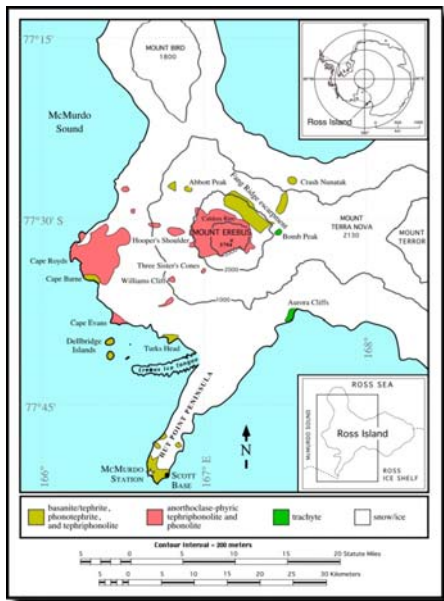 77°15'
MOUNT BIRD
1800
McMurdo
Sound
Ross Island
Abbott Peak
Fang Ridge escarpment
Crash Nunatak
77°30' S
Caldera Rim
MOUNT EREBUS
3794
Hooper's Shoulder
Bomb Peak
MOUNT
TERRA NOVA
2130
MOUNT
TERROR
Cape Royds
Three Sister's Cones
2000
Cape Barne
Williams Cliff
1000
Aurora Cliffs
Cape Evans
Dellbridge
Islands
Turks Head
Erebus Ice Tongue
168°
77°45'
HUT POINT PENINSULA
ROSS SEA
McMURDO SOUND
Ross Island
ROSS
ICE SHELF
N
166°
McMURDO
STATION
167° E
SCOTT
BASE
basanite/tephrite,
phonotephrite,
and tephriphonolite
anorthoclase-phyric
tephriphonolite and
phonolite
trachyte
snow/ice
Contour Interval = 200 meters
5 0 5 10 15 20 Statute Miles
5 0 5 10 15 20 25 30 Kilometers